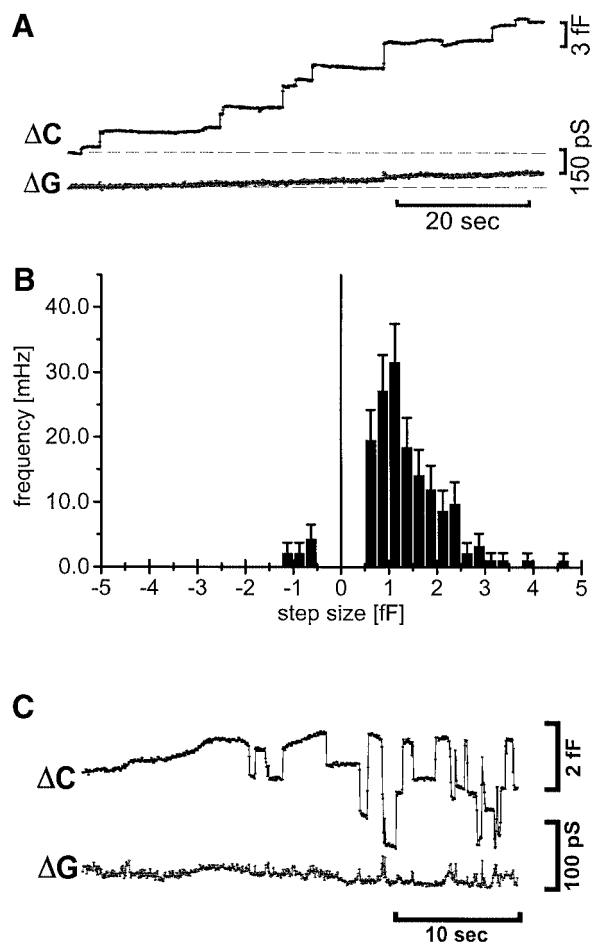 A
3 fF
ΔC
150 pS
ΔG
20 sec
B
frequency [mHz]
40.0
30.0
20.0
10.0
0.0
-5 -4 -3 -2 -1 0 1 2 3 4 5
step size [fF]
C
2 fF
ΔC
100 pS
ΔG
10 sec